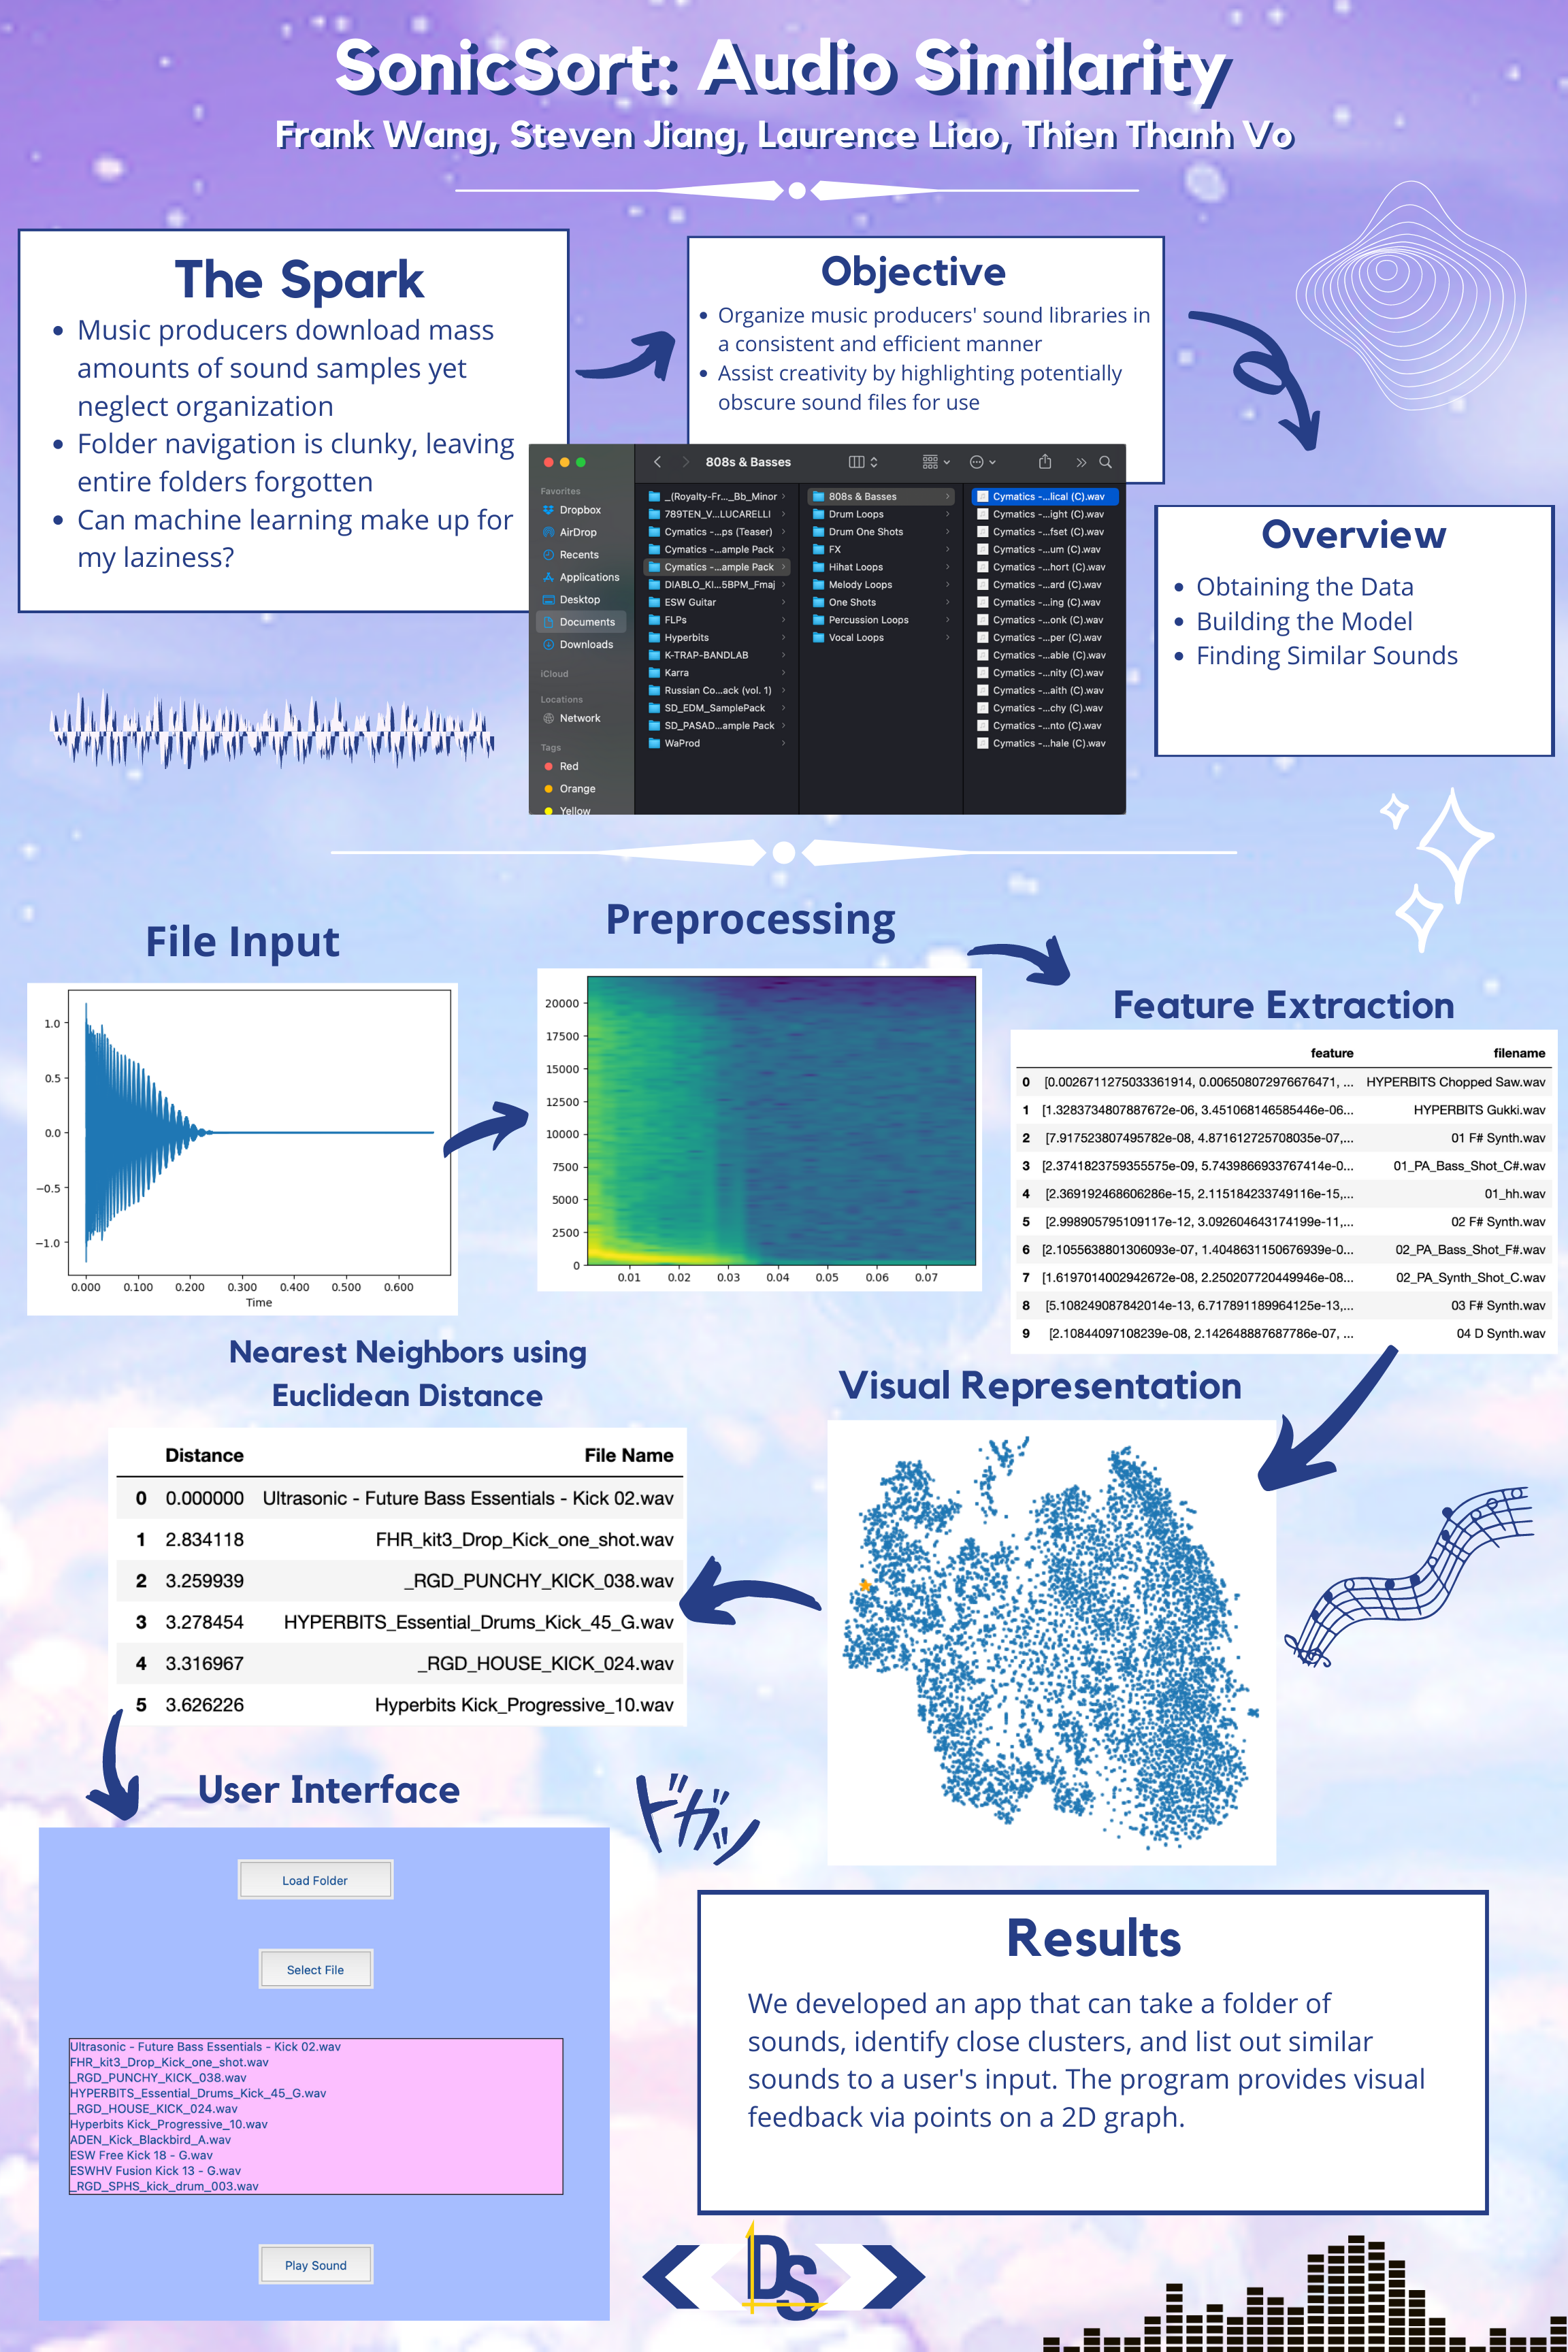 SonicSort: Audio Similarity
Frank Wang, Steven Jiang, Laurence Liao, Thien Thanh Vo
The Spark
• Music producers download mass
amounts of sound samples yet
neglect organization
• Folder navigation is clunky, leaving
entire folders forgotten
• Can machine learning make up for
my laziness?
Objective
• Organize music producers' sound libraries in
a consistent and efficient manner
• Assist creativity by highlighting potentially
obscure sound files for use
808s & Basses
Favorites
Dropbox
AirDrop
Recents
Applications
Desktop
Documents
Downloads
iCloud
Locations
Network
Tags
Red
Orange
Yellow
_(Royalty-Fr..._Bb_Minor
789TEN_V...LUCARELLI
Cymatics -...ps (Teaser)
Cymatics -...ample Pack
Cymatics -...ample Pack
DIABLO_KI...5BPM_Fmaj
ESW Guitar
FLPs
Hyperbits
K-TRAP-BANDLAB
Karra
Russian Co...ack (vol. 1)
SD_EDM_SamplePack
SD_PASAD...ample Pack
WaProd
808s & Basses
Drum Loops
Drum One Shots
FX
Hihat Loops
Melody Loops
One Shots
Percussion Loops
Vocal Loops
Cymatics -...lical (C).wav
Cymatics -...ight (C).wav
Cymatics -...fset (C).wav
Cymatics -...um (C).wav
Cymatics -...hort (C).wav
Cymatics -...ard (C).wav
Cymatics -...ing (C).wav
Cymatics -...onk (C).wav
Cymatics -...per (C).wav
Cymatics -...able (C).wav
Cymatics -...nity (C).wav
Cymatics -...aith (C).wav
Cymatics -...chy (C).wav
Cymatics -...nto (C).wav
Cymatics -...hale (C).wav
Overview
• Obtaining the Data
• Building the Model
• Finding Similar Sounds
File Input
1.0
0.5
0.0
−0.5
−1.0
0.000 0.100 0.200 0.300 0.400 0.500 0.600
Time
Preprocessing
20000
17500
15000
12500
10000
7500
5000
2500
0
0.01 0.02 0.03 0.04 0.05 0.06 0.07
Feature Extraction
feature filename
0 [0.0026711275033361914, 0.006508072976676471, ... HYPERBITS Chopped Saw.wav
1 [1.3283734807887672e-06, 3.451068146585446e-06... HYPERBITS Gukki.wav
2 [7.917523807495782e-08, 4.871612725708035e-07,... 01 F# Synth.wav
3 [2.3741823759355575e-09, 5.7439866933767414e-0... 01_PA_Bass_Shot_C#.wav
4 [2.369192468606286e-15, 2.115184233749116e-15,... 01_hh.wav
5 [2.998905795109117e-12, 3.092604643174199e-11,... 02 F# Synth.wav
6 [2.1055638801306093e-07, 1.4048631150676939e-0... 02_PA_Bass_Shot_F#.wav
7 [1.6197014002942672e-08, 2.250207720449946e-08... 02_PA_Synth_Shot_C.wav
8 [5.108249087842014e-13, 6.717891189964125e-13,... 03 F# Synth.wav
9 [2.10844097108239e-08, 2.142648887687786e-07, ... 04 D Synth.wav
Nearest Neighbors using
Euclidean Distance
Distance File Name
0 0.000000 Ultrasonic - Future Bass Essentials - Kick 02.wav
1 2.834118 FHR_kit3_Drop_Kick_one_shot.wav
2 3.259939 _RGD_PUNCHY_KICK_038.wav
3 3.278454 HYPERBITS_Essential_Drums_Kick_45_G.wav
4 3.316967 _RGD_HOUSE_KICK_024.wav
5 3.626226 Hyperbits Kick_Progressive_10.wav
Visual Representation
User Interface
Load Folder
Select File
Ultrasonic - Future Bass Essentials - Kick 02.wav
FHR_kit3_Drop_Kick_one_shot.wav
_RGD_PUNCHY_KICK_038.wav
HYPERBITS_Essential_Drums_Kick_45_G.wav
_RGD_HOUSE_KICK_024.wav
Hyperbits Kick_Progressive_10.wav
ADEN_Kick_Blackbird_A.wav
ESW Free Kick 18 - G.wav
ESWHV Fusion Kick 13 - G.wav
_RGD_SPHS_kick_drum_003.wav
Play Sound
ドガッ
Results
We developed an app that can take a folder of
sounds, identify close clusters, and list out similar
sounds to a user's input. The program provides visual
feedback via points on a 2D graph.
DS